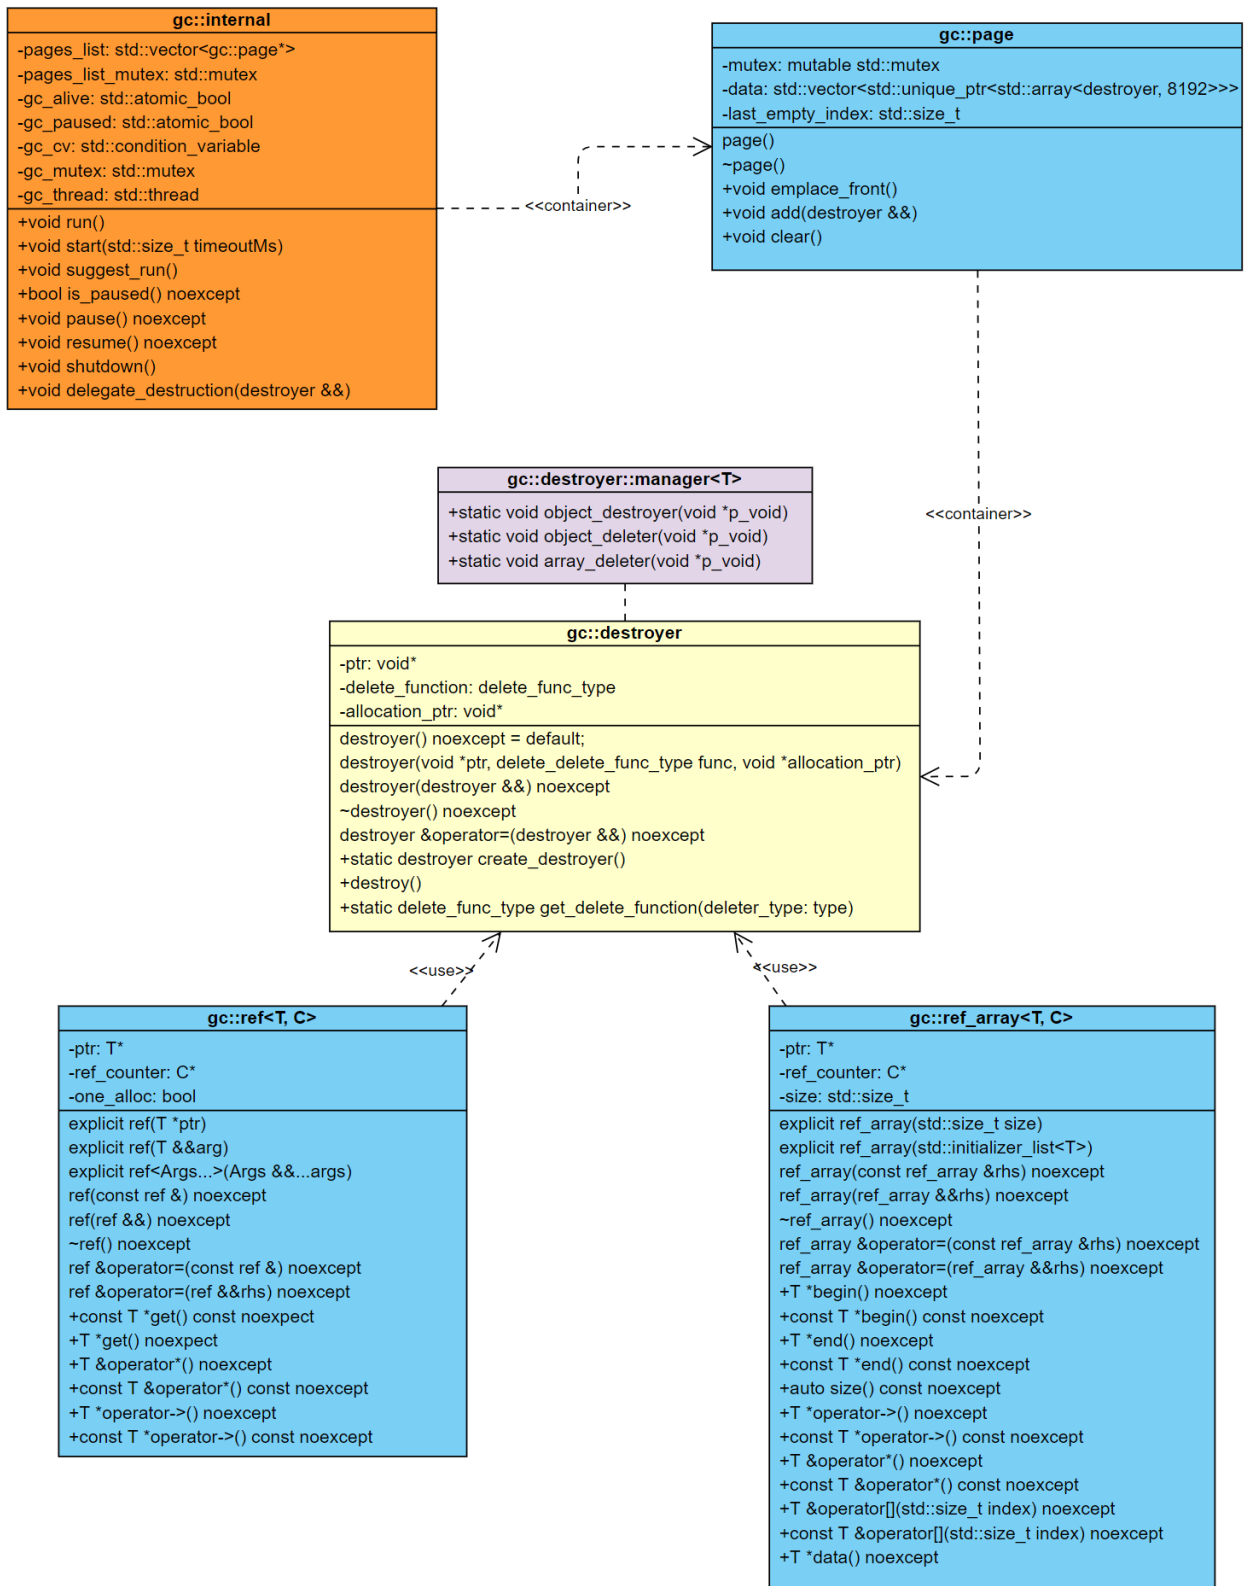 gc::internal
-pages_list: std::vector<gc::page*>
-pages_list_mutex: std::mutex
-gc_alive: std::atomic_bool
-gc_paused: std::atomic_bool
-gc_cv: std::condition_variable
-gc_mutex: std::mutex
-gc_thread: std::thread
+void run()
+void start(std::size_t timeoutMs)
+void suggest_run()
+bool is_paused() noexcept
+void pause() noexcept
+void resume() noexcept
+void shutdown()
+void delegate_destruction(destroyer &&)
<<container>>
gc::page
-mutex: mutable std::mutex
-data: std::vector<std::unique_ptr<std::array<destroyer, 8192>>>
-last_empty_index: std::size_t
page()
~page()
+void emplace_front()
+void add(destroyer &&)
+void clear()
<<container>>
gc::destroyer::manager<T>
+static void object_destroyer(void *p_void)
+static void object_deleter(void *p_void)
+static void array_deleter(void *p_void)
gc::destroyer
-ptr: void*
-delete_function: delete_func_type
-allocation_ptr: void*
destroyer() noexcept = default;
destroyer(void *ptr, delete_delete_func_type func, void *allocation_ptr)
destroyer(destroyer &&) noexcept
~destroyer() noexcept
destroyer &operator=(destroyer &&) noexcept
+static destroyer create_destroyer()
+destroy()
+static delete_func_type get_delete_function(deleter_type: type)
<<use>>
<<use>>
gc::ref<T, C>
-ptr: T*
-ref_counter: C*
-one_alloc: bool
explicit ref(T *ptr)
explicit ref(T &&arg)
explicit ref<Args...>(Args &&...args)
ref(const ref &) noexcept
ref(ref &&) noexcept
~ref() noexcept
ref &operator=(const ref &) noexcept
ref &operator=(ref &&rhs) noexcept
+const T *get() const noexpect
+T *get() noexpect
+T &operator*() noexcept
+const T &operator*() const noexcept
+T *operator->() noexcept
+const T *operator->() const noexcept
gc::ref_array<T, C>
-ptr: T*
-ref_counter: C*
-size: std::size_t
explicit ref_array(std::size_t size)
explicit ref_array(std::initializer_list<T>)
ref_array(const ref_array &rhs) noexcept
ref_array(ref_array &&rhs) noexcept
~ref_array() noexcept
ref_array &operator=(const ref_array &rhs) noexcept
ref_array &operator=(ref_array &&rhs) noexcept
+T *begin() noexcept
+const T *begin() const noexcept
+T *end() noexcept
+const T *end() const noexcept
+auto size() const noexcept
+T *operator->() noexcept
+const T *operator->() const noexcept
+T &operator*() noexcept
+const T &operator*() const noexcept
+T &operator[](std::size_t index) noexcept
+const T &operator[](std::size_t index) noexcept
+T *data() noexcept